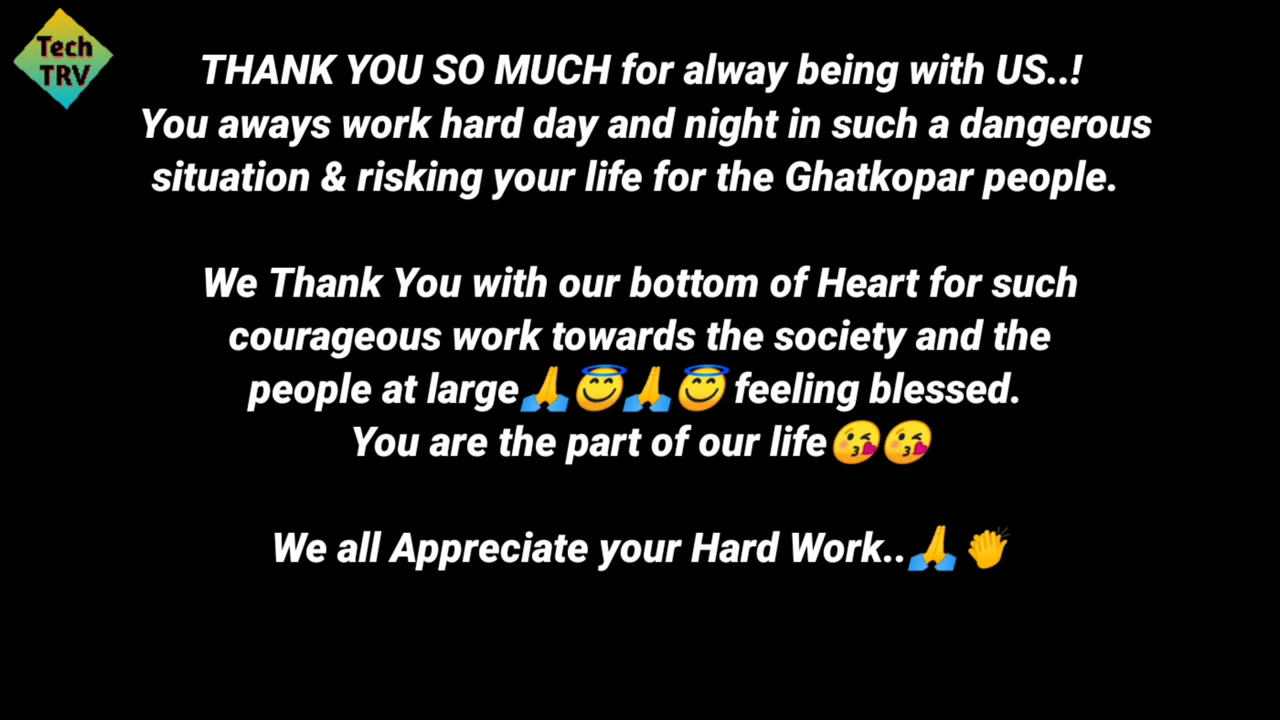 Tech
TRV
THANK YOU SO MUCH for alway being with US..!
You aways work hard day and night in such a dangerous
situation & risking your life for the Ghatkopar people.
We Thank You with our bottom of Heart for such
courageous work towards the society and the
people at large🙏😇🙏😇 feeling blessed.
You are the part of our life😘😘
We all Appreciate your Hard Work..🙏👏